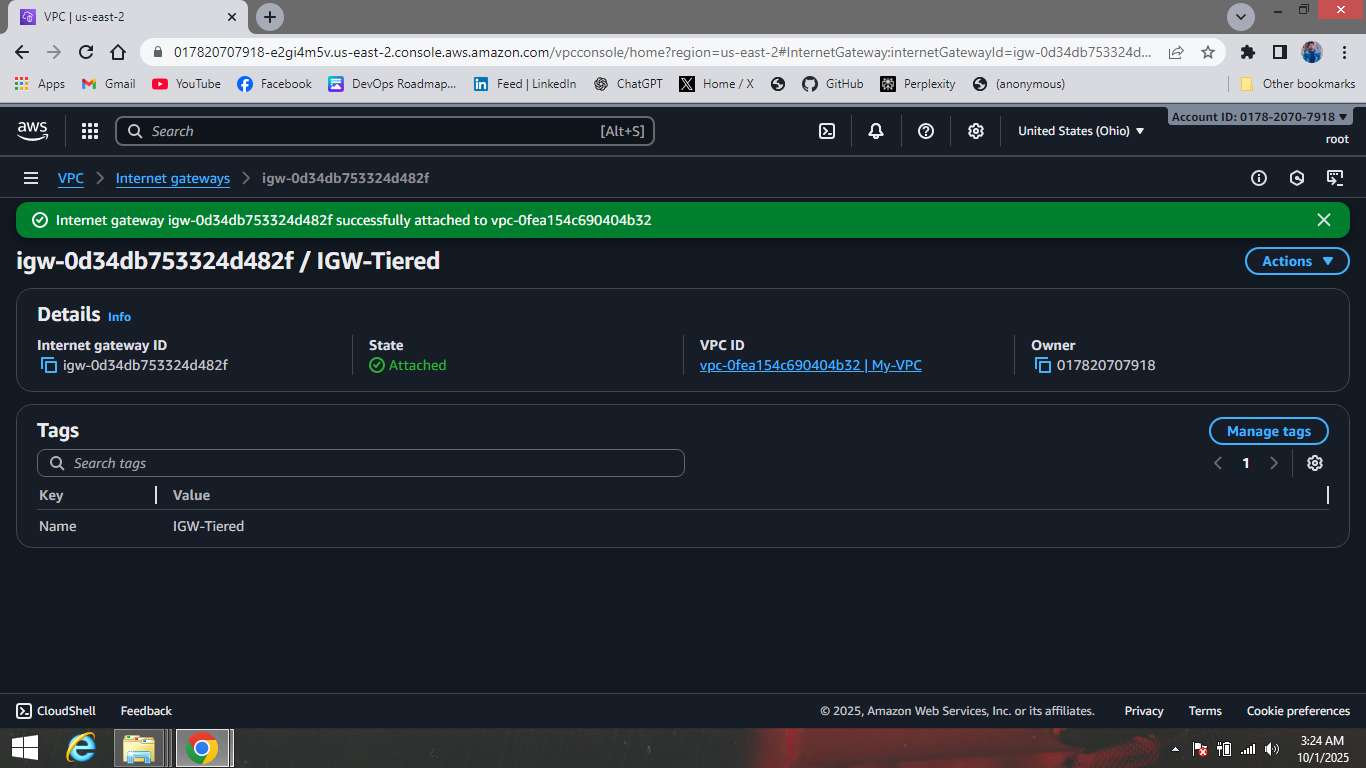 VPC | us-east-2
017820707918-e2gi4m5v.us-east-2.console.aws.amazon.com/vpcconsole/home?region=us-east-2#InternetGateway:internetGatewayId=igw-0d34db753324d...
Apps Gmail YouTube Facebook DevOps Roadmap... Feed | LinkedIn ChatGPT Home / X GitHub Perplexity (anonymous) Other bookmarks
aws Search [Alt+S] United States (Ohio) Account ID: 0178-2070-7918
root
VPC Internet gateways igw-0d34db753324d482f
Internet gateway igw-0d34db753324d482f successfully attached to vpc-0fea154c690404b32
igw-0d34db753324d482f / IGW-Tiered Actions
Details Info
Internet gateway ID State VPC ID Owner
igw-0d34db753324d482f Attached vpc-0fea154c690404b32 | My-VPC 017820707918
Tags Manage tags
Search tags 1
Key Value
Name IGW-Tiered
CloudShell Feedback © 2025, Amazon Web Services, Inc. or its affiliates. Privacy Terms Cookie preferences
3:24 AM
10/1/2025